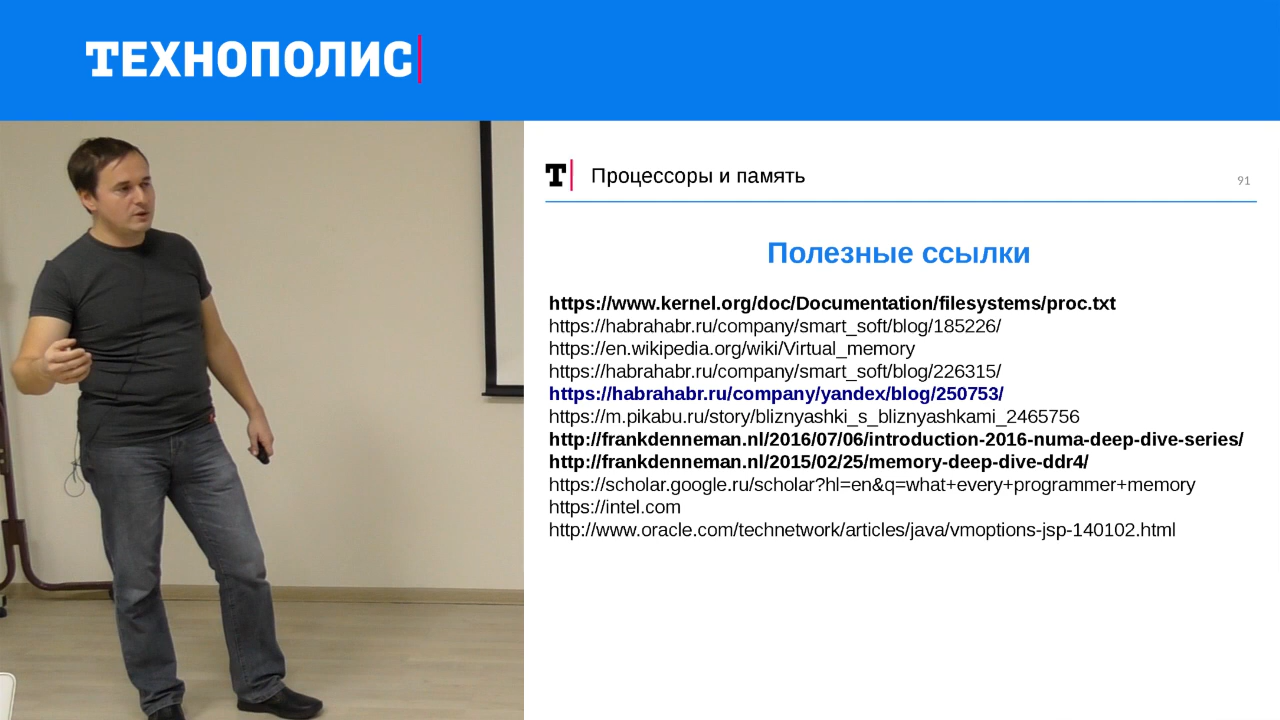 ТЕХНОПОЛИС
Т Процессоры и память
91
Полезные ссылки
https://www.kernel.org/doc/Documentation/filesystems/proc.txt
https://habrahabr.ru/company/smart_soft/blog/185226/
https://en.wikipedia.org/wiki/Virtual_memory
https://habrahabr.ru/company/smart_soft/blog/226315/
https://habrahabr.ru/company/yandex/blog/250753/
https://m.pikabu.ru/story/bliznyashki_s_bliznyashkami_2465756
http://frankdenneman.nl/2016/07/06/introduction-2016-numa-deep-dive-series/
http://frankdenneman.nl/2015/02/25/memory-deep-dive-ddr4/
https://scholar.google.ru/scholar?hl=en&q=what+every+programmer+memory
https://intel.com
http://www.oracle.com/technetwork/articles/java/vmoptions-jsp-140102.html